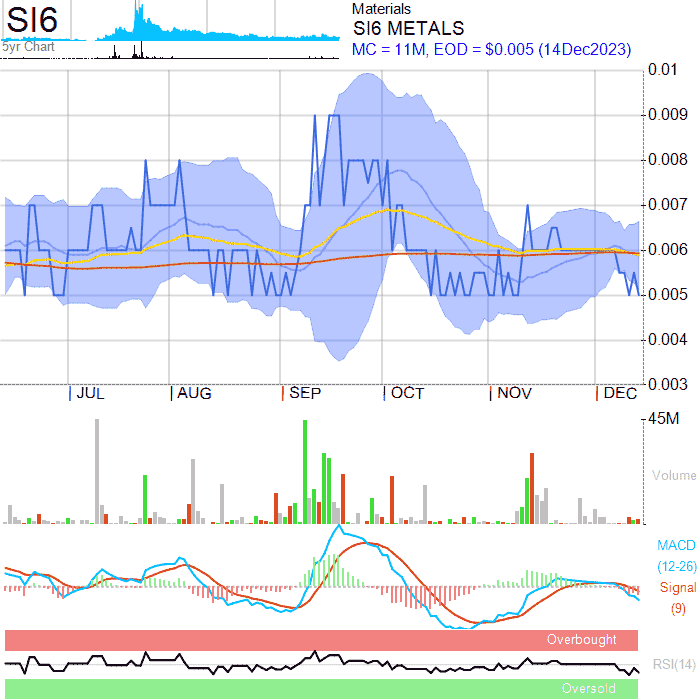 SI6
5yr Chart
Materials
SI6 METALS
MC = 11M, EOD = $0.005 (14Dec2023)
0.01
0.009
0.008
0.007
0.006
0.005
0.004
0.003
JUL AUG SEP OCT NOV DEC
45M
Volume
MACD
(12-26)
Signal
(9)
Overbought
RSI(14)
Oversold